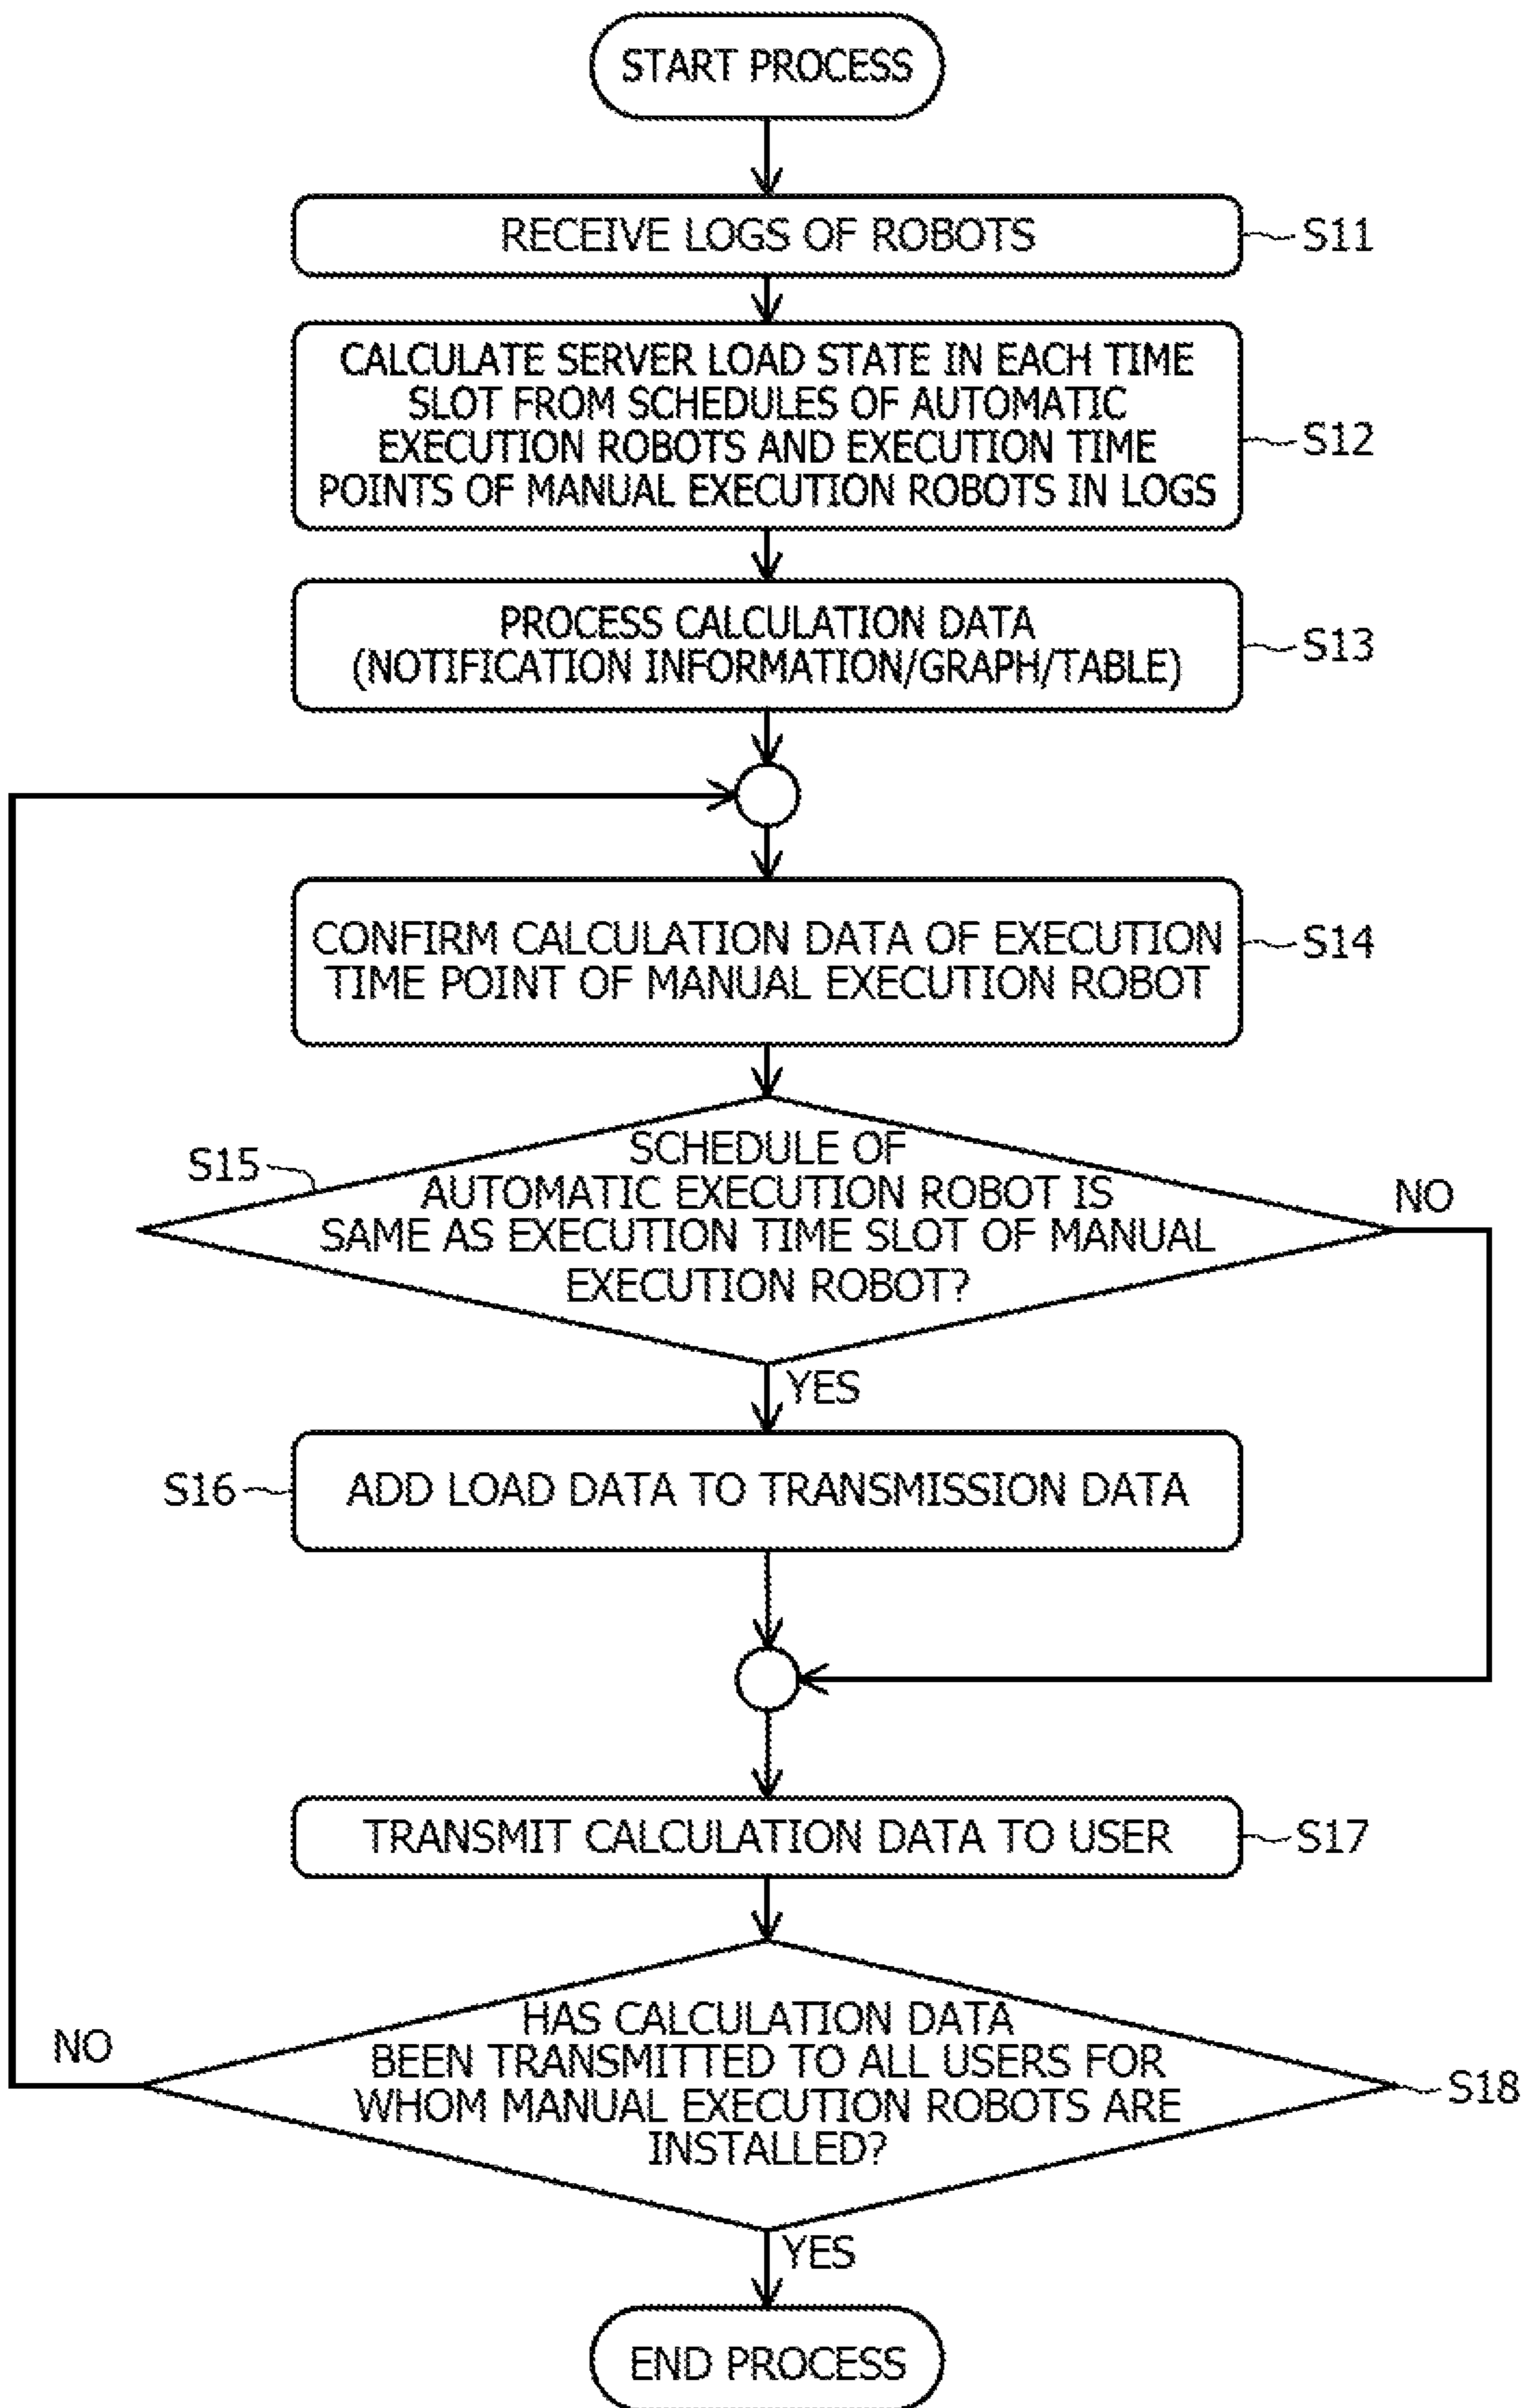 START PROCESS
RECEIVE LOGS OF ROBOTS
S11
CALCULATE SERVER LOAD STATE IN EACH TIME
SLOT FROM SCHEDULES OF AUTOMATIC
EXECUTION ROBOTS AND EXECUTION TIME
POINTS OF MANUAL EXECUTION ROBOTS IN LOGS
S12
PROCESS CALCULATION DATA
(NOTIFICATION INFORMATION/GRAPH/TABLE)
S13
CONFIRM CALCULATION DATA OF EXECUTION
TIME POINT OF MANUAL EXECUTION ROBOT
S14
S15
SCHEDULE OF
AUTOMATIC EXECUTION ROBOT IS
SAME AS EXECUTION TIME SLOT OF MANUAL
EXECUTION ROBOT?
NO
YES
S16
ADD LOAD DATA TO TRANSMISSION DATA
TRANSMIT CALCULATION DATA TO USER
S17
HAS CALCULATION DATA
BEEN TRANSMITTED TO ALL USERS FOR
WHOM MANUAL EXECUTION ROBOTS ARE
INSTALLED?
NO
S18
YES
END PROCESS